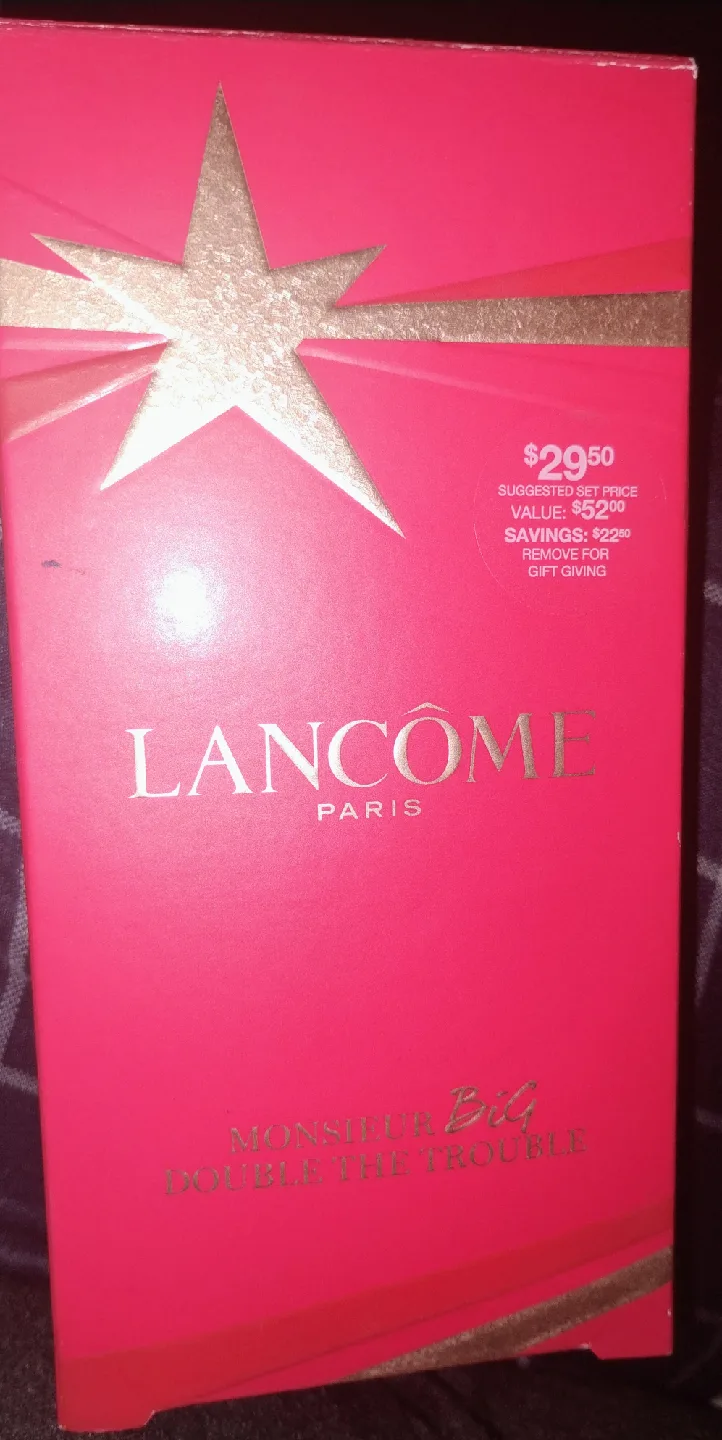 $29.50
SUGGESTED SET PRICE
VALUE: $52.00
SAVINGS: $22.50
REMOVE FOR
GIFT GIVING
LANCÔME
PARIS
MONSIEUR BiG
DOUBLE THE TROUBLE